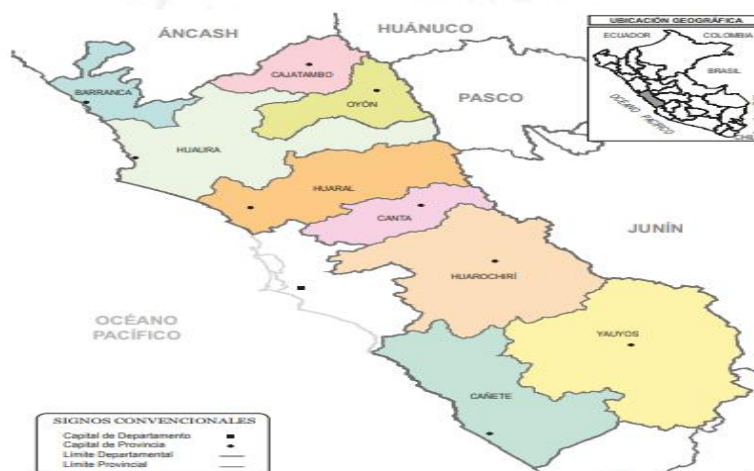 ÁNCASH
HUÁNUCO
UBICACIÓN GEOGRÁFICA
ECUADOR
COLOMBIA
BRASIL
OCÉANO PACÍFICO
CAJATAMBO
BARRANCA
OYÓN
PASCO
HUAURA
HUARAL
CANTA
JUNÍN
HUAROCHIRÍ
OCÉANO
PACÍFICO
YAUYOS
CAÑETE
SIGNOS CONVENCIONALES
Capital de Departamento
Capital de Provincia
Límite Departamental
Límite Provincial